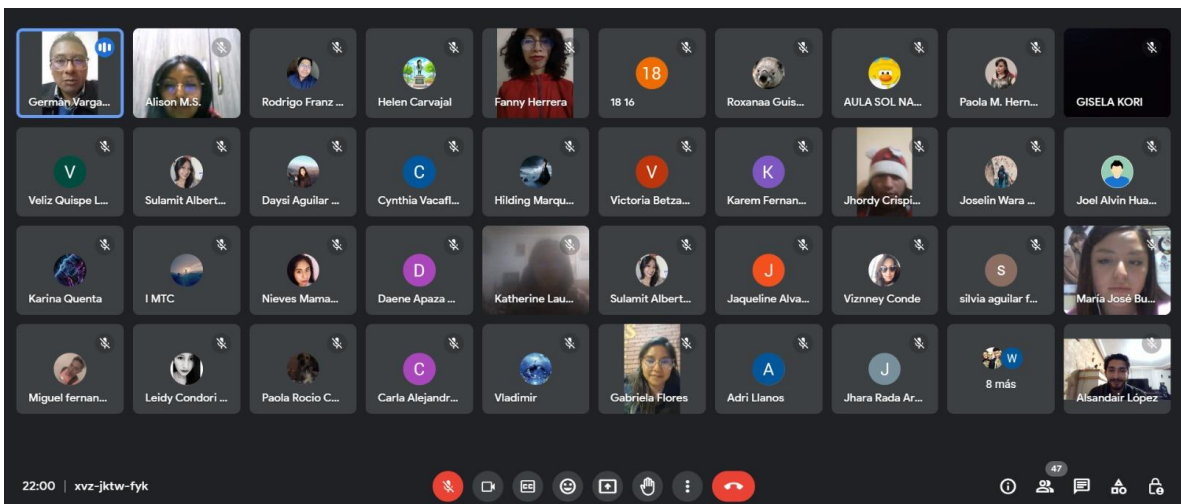 Germán Varga...
Alison M.S.
Rodrigo Franz ...
Helen Carvajal
Fanny Herrera
18
18 16
Roxanaa Guis...
AULA SOL NA...
Paola M. Hern...
GISELA KORI
V
Veliz Quispe L...
Sulamit Albert...
Daysi Aguilar ...
C
Cynthia Vacafl...
Hilding Marqu...
V
Victoria Betza...
K
Karem Fernan...
Jhordy Crispi...
Joselin Wara ...
Joel Alvin Hua...
Karina Quenta
I MTC
Nieves Mama...
D
Daene Apaza ...
Katherine Lau...
Sulamit Albert...
J
Jaqueline Alva...
Viznney Conde
s
silvia aguilar f...
María José Bu...
Miguel fernan...
Leidy Condori ...
Paola Rocio C...
C
Carla Alejandr...
Vladimir
Gabriela Flores
A
Adri Llanos
J
Jhara Rada Ar...
W
8 más
Alsandair López
22:00 | xvz-jktw-fyk
CC
47